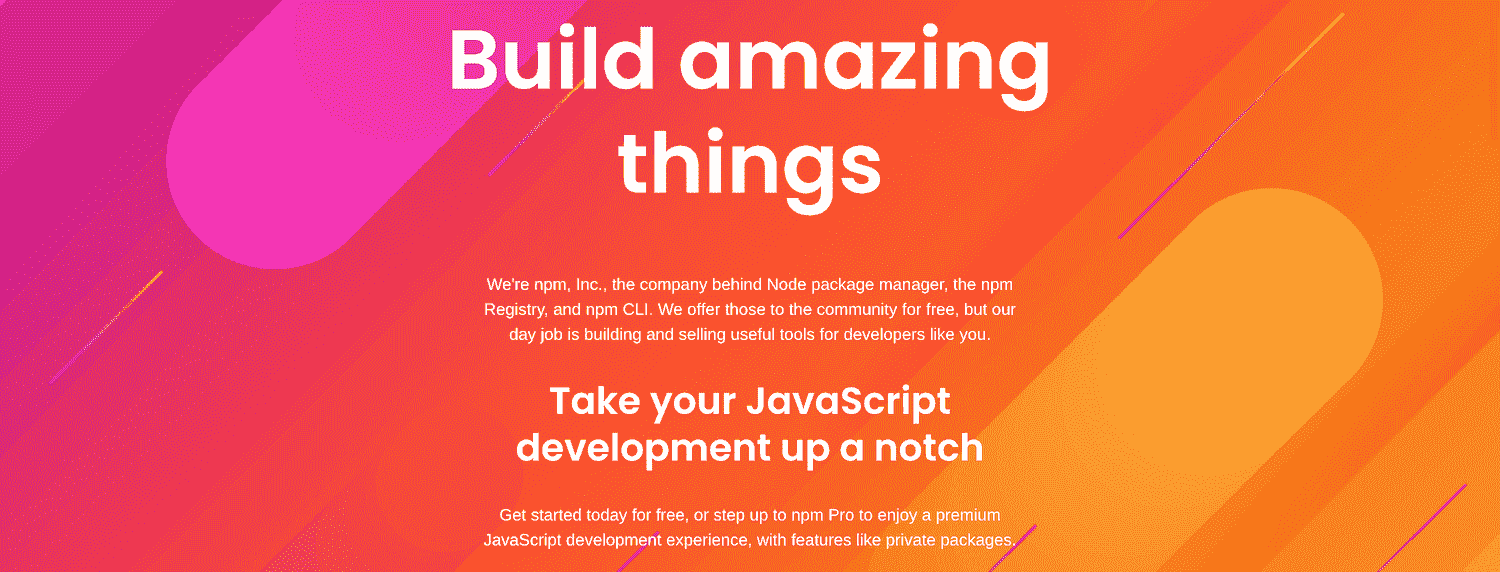 Build amazing
things
We're npm, Inc., the company behind Node package manager, the npm
Registry, and npm CLI. We offer those to the community for free, but our
day job is building and selling useful tools for developers like you.
Take your JavaScript
development up a notch
Get started today for free, or step up to npm Pro to enjoy a premium
JavaScript development experience, with features like private packages.